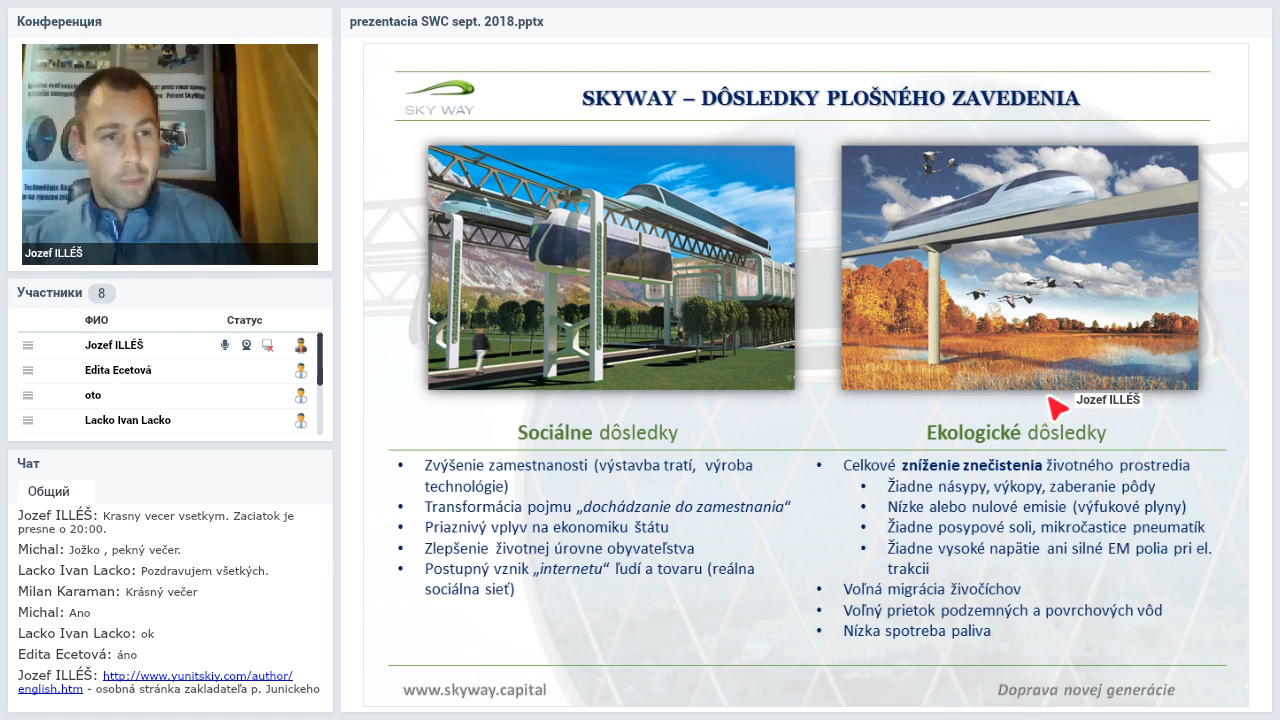 Конференция
Jozef ILLÉŠ
Участники 8
ФИО Статус
Jozef ILLÉŠ
Edita Ecetová
oto
Lacko Ivan Lacko
Чат
Общий
Jozef ILLÉŠ: Krasny vecer vsetkym. Zaciatok je
presne o 20:00.
Michal: Jožko , pekný večer.
Lacko Ivan Lacko: Pozdravujem všetkých.
Milan Karaman: Krásný večer
Michal: Ano
Lacko Ivan Lacko: ok
Edita Ecetová: áno
Jozef ILLÉŠ: http://www.yunitskiy.com/author/
english.htm - osobná stránka zakladateľa p. Junickeho
prezentacia SWC sept. 2018.pptx
SKY WAY
SKYWAY – DÔSLEDKY PLOŠNÉHO ZAVEDENIA
Jozef ILLÉŠ
Sociálne dôsledky
• Zvýšenie zamestnanosti (výstavba tratí, výroba
technológie)
• Transformácia pojmu „dochádzanie do zamestnania“
• Priaznivý vplyv na ekonomiku štátu
• Zlepšenie životnej úrovne obyvateľstva
• Postupný vznik „internetu“ ľudí a tovaru (reálna
sociálna sieť)
Ekologické dôsledky
• Celkové zníženie znečistenia životného prostredia
• Žiadne násypy, výkopy, zaberanie pôdy
• Nízke alebo nulové emisie (výfukové plyny)
• Žiadne posypové soli, mikročastice pneumatík
• Žiadne vysoké napätie ani silné EM polia pri el.
trakcii
• Voľná migrácia živočíchov
• Voľný prietok podzemných a povrchových vôd
• Nízka spotreba paliva
www.skyway.capital
Doprava novej generácie